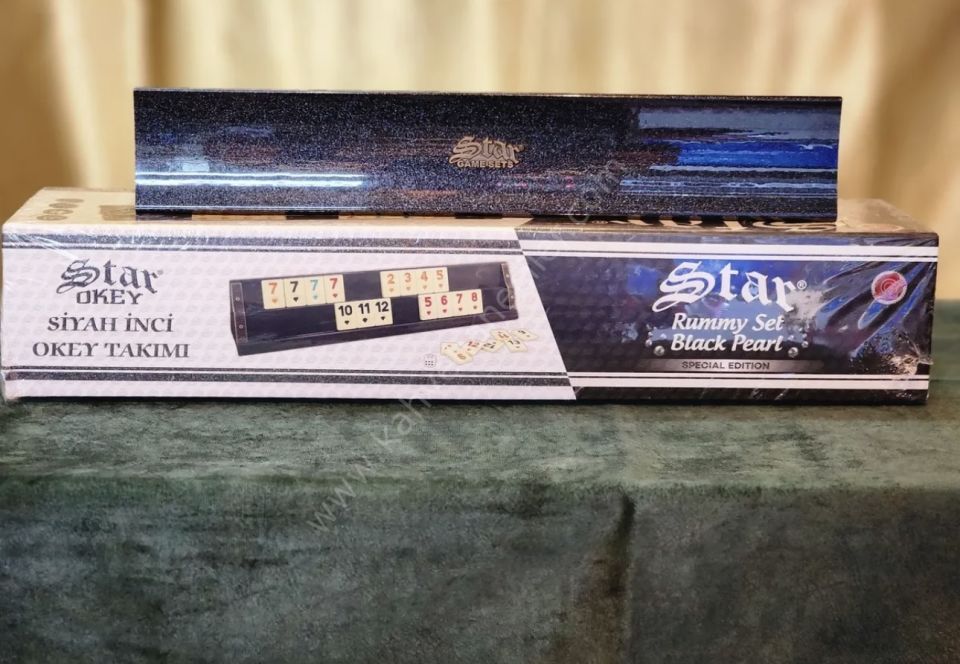 Star
GAME SETS
Star®
OKEY
SİYAH İNCİ
OKEY TAKIMI
7 7 7 7
2 3 4 5
10 11 12
5 6 7 8
Star®
Rummy Set
Black Pearl
SPECIAL EDITION